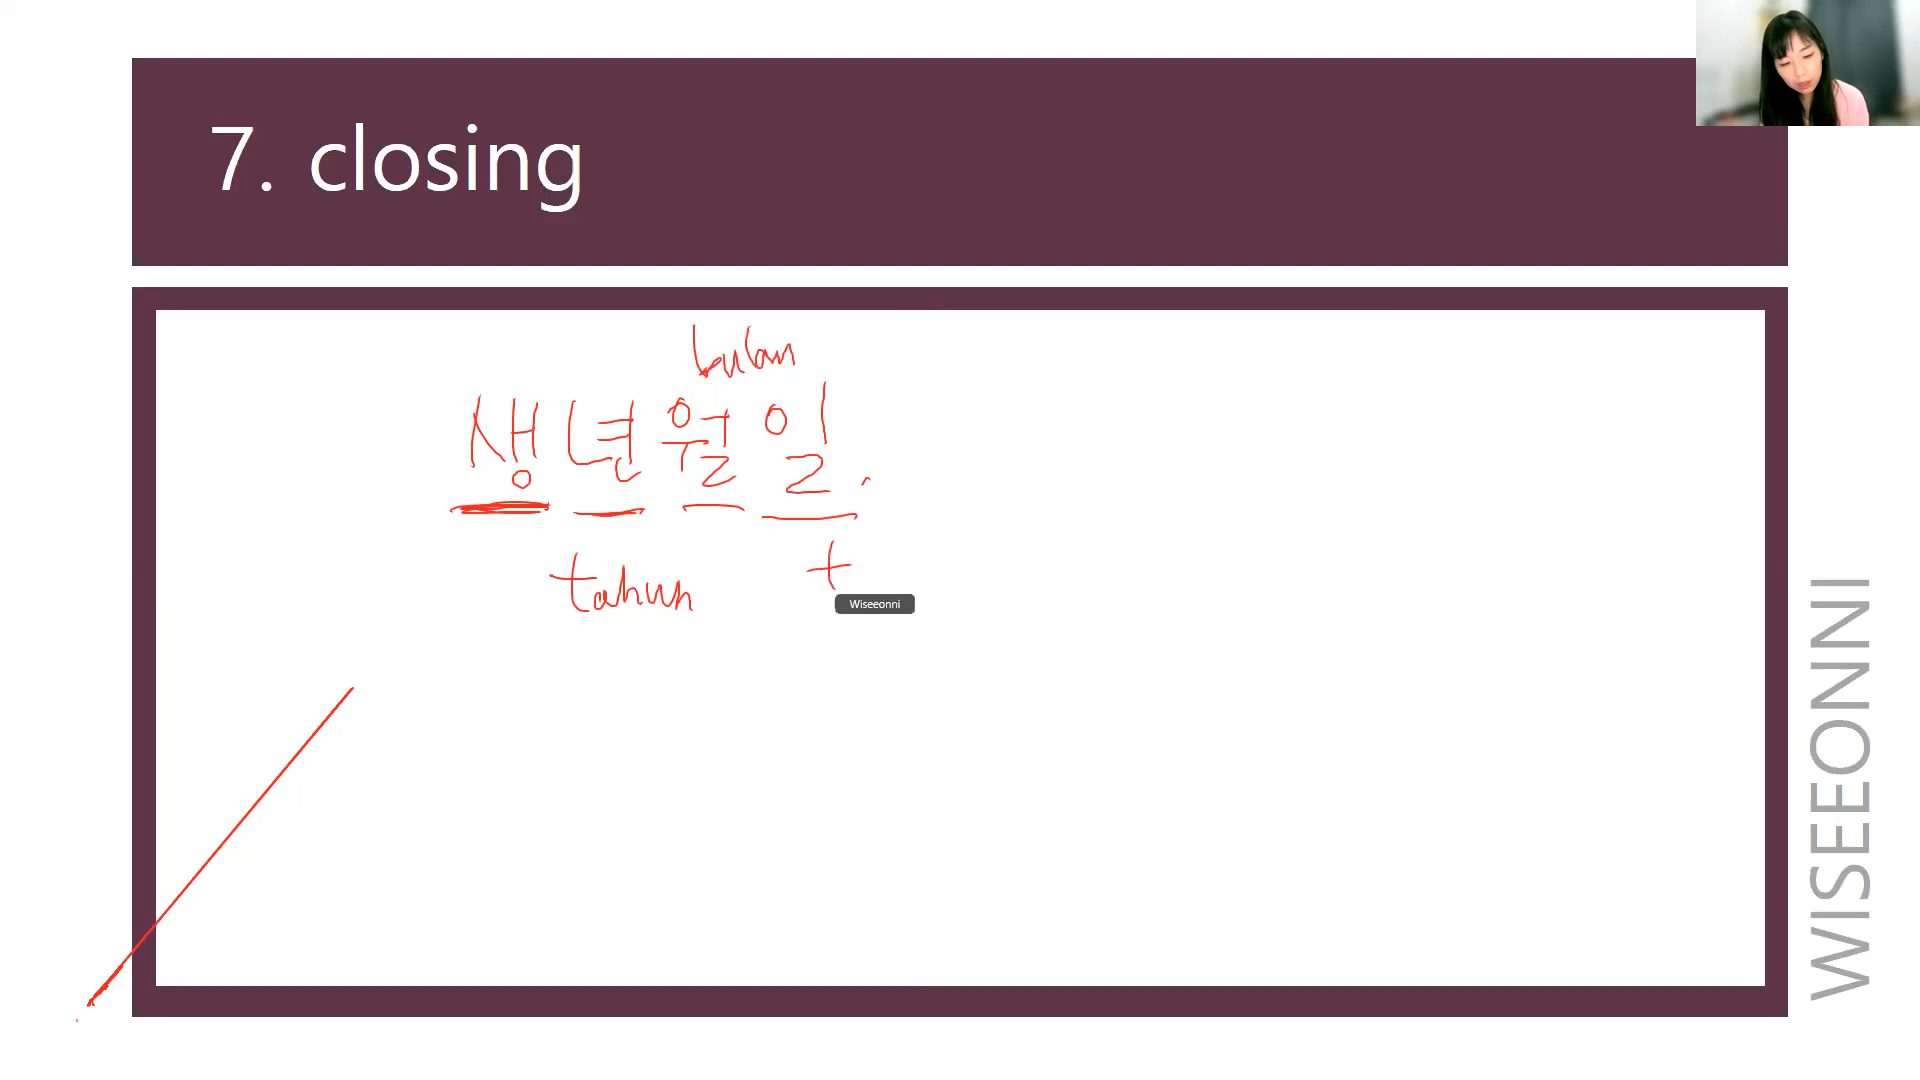 7. closing
bulan
생년월일.
tahun t
Wiseeonni
WISEEONNI